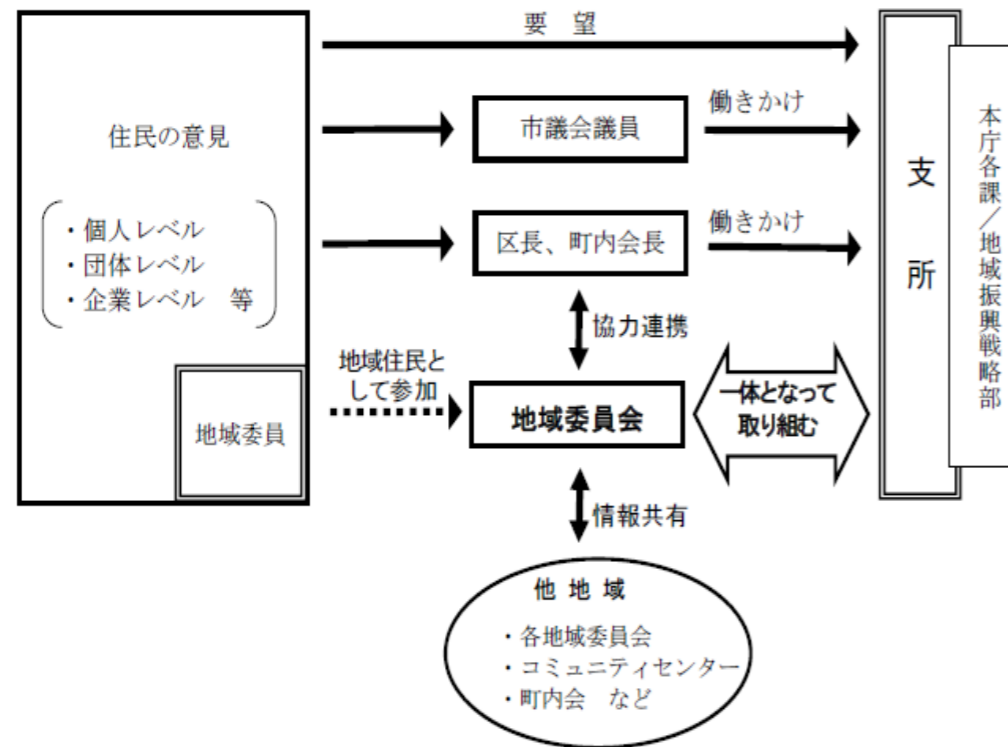 要　望
住民の意見
・個人レベル
・団体レベル
・企業レベル　等
地域委員
市議会議員
働きかけ
区長、町内会長
働きかけ
協力連携
地域住民と
して参加
地域委員会
一体となって
取り組む
情報共有
他 地 域
・各地域委員会
・コミュニティセンター
・町内会　など
支　所
本庁各課／地域振興戦略部